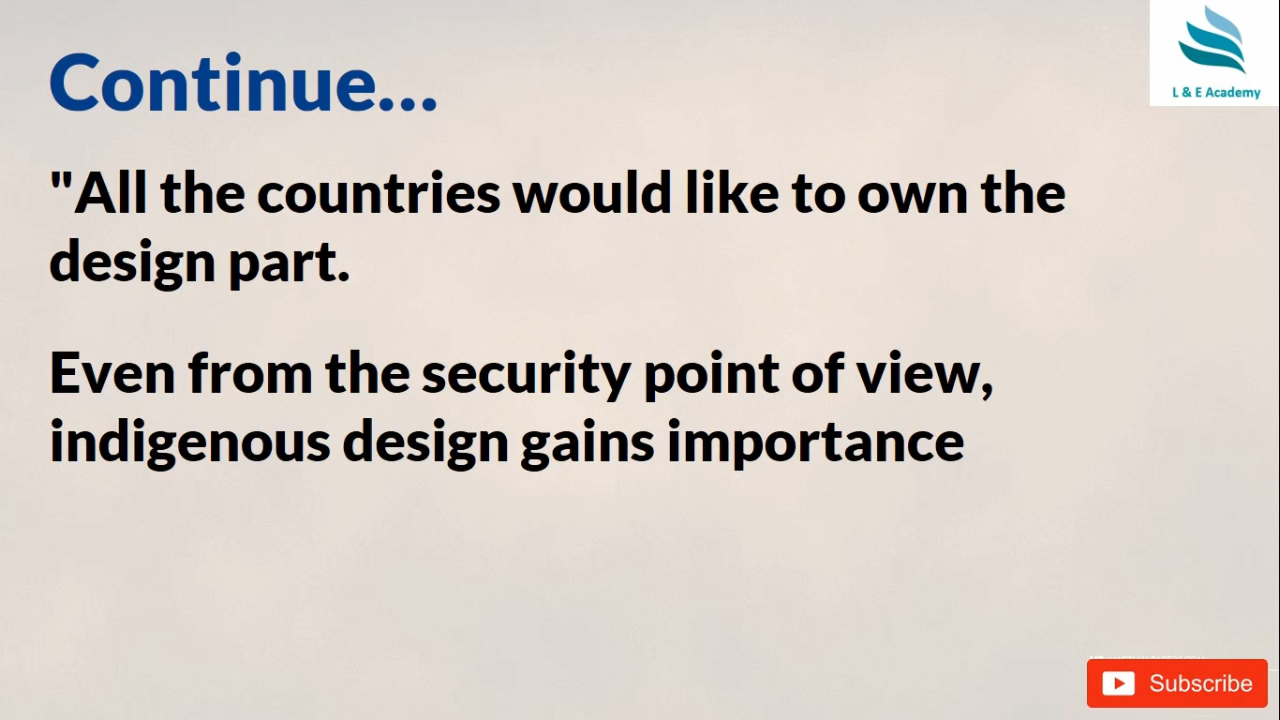 Continue...
L & E Academy
"All the countries would like to own the
design part.
Even from the security point of view,
indigenous design gains importance
Subscribe